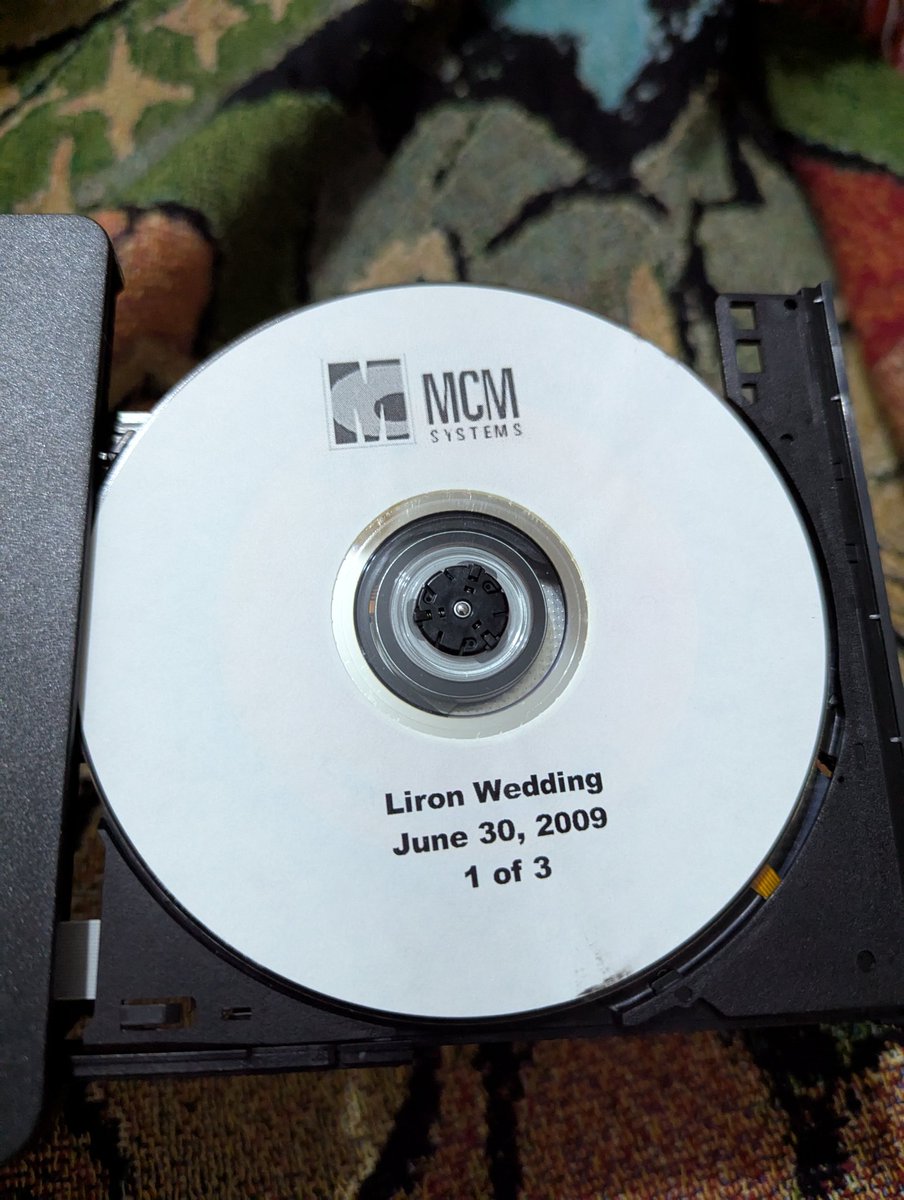 MCM
SYSTEMS
Liron Wedding
June 30, 2009
1 of 3